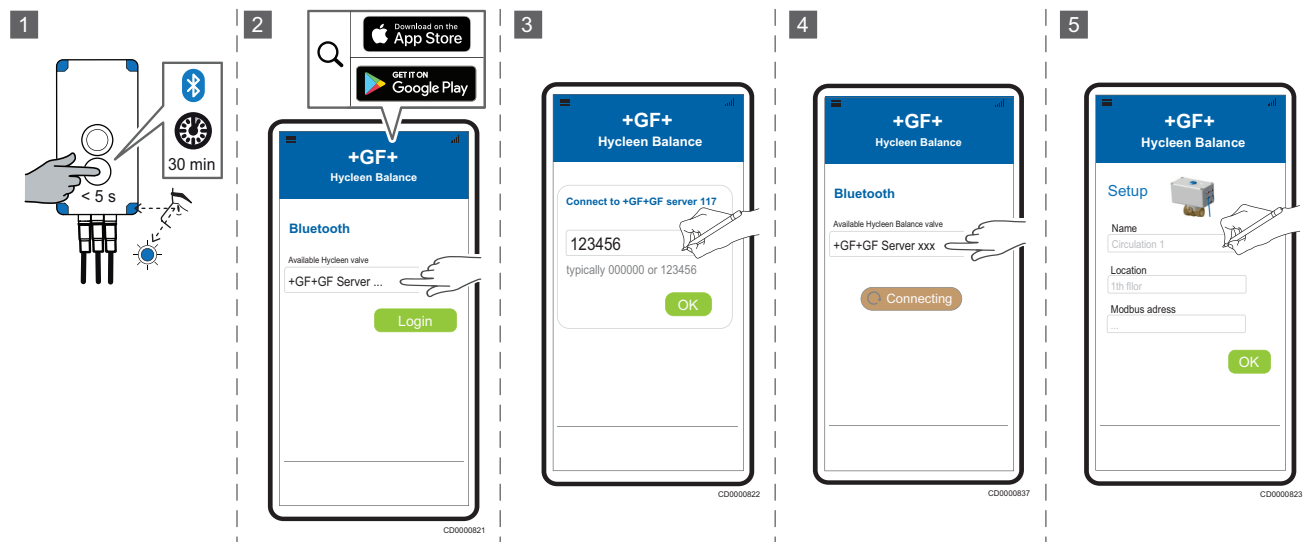 1
30 min
< 5 s
2
Download on the
App Store
GET IT ON
Google Play
+GF+
Hycleen Balance
Bluetooth
Available Hycleen valve
+GF+GF Server ...
Login
CD0000821
3
+GF+
Hycleen Balance
Connect to +GF+GF server 117
123456
typically 000000 or 123456
OK
CD0000822
4
+GF+
Hycleen Balance
Bluetooth
Available Hycleen Balance valve
+GF+GF Server xxx
Connecting
CD0000837
5
+GF+
Hycleen Balance
Setup
Name
Circulation 1
Location
1th fllor
Modbus adress
...
OK
CD0000823